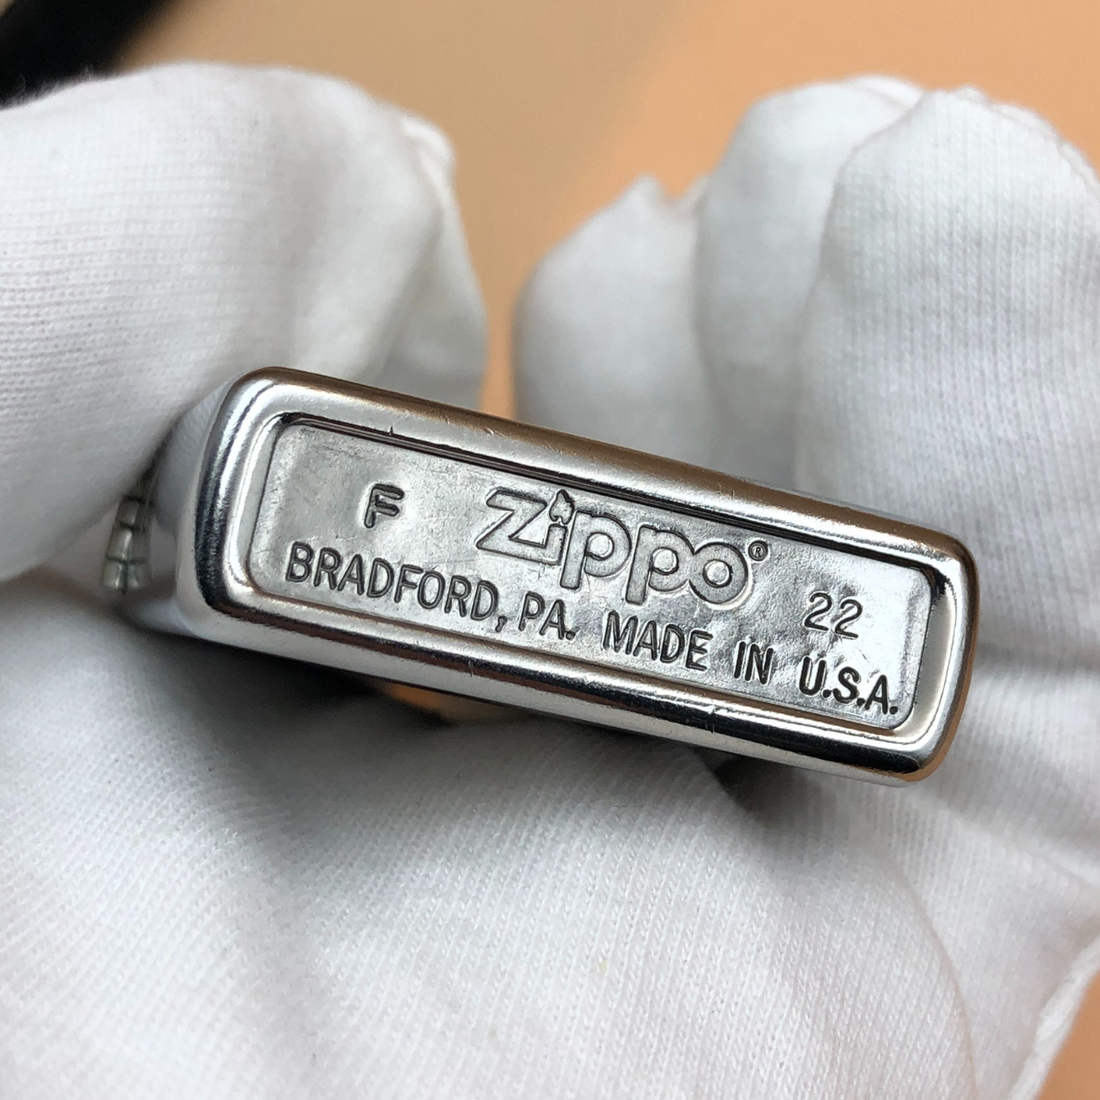 F Zippo® 22
BRADFORD, PA. MADE IN U.S.A.